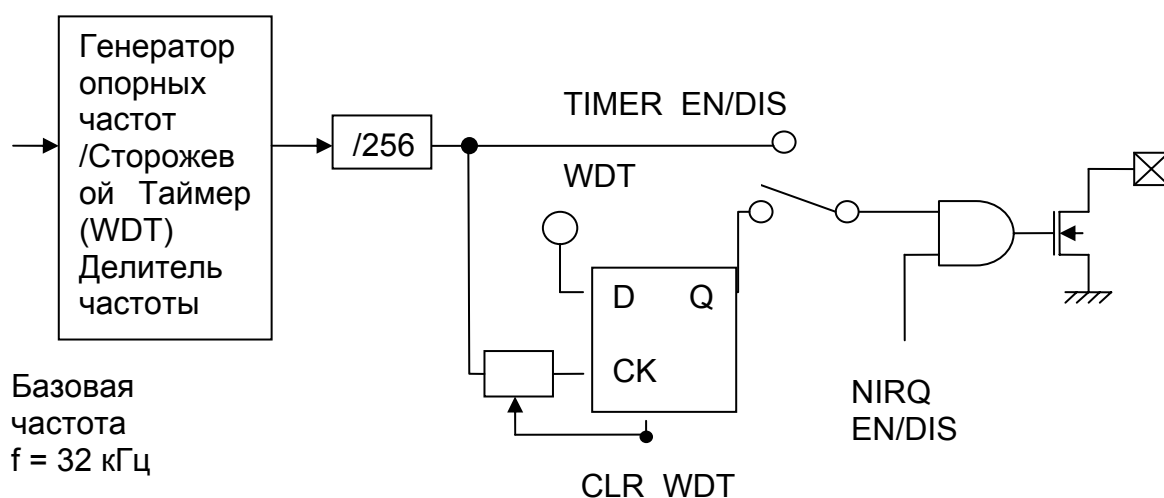 Генератор
опорных
частот
/Сторожев
ой Таймер
(WDT)
Делитель
частоты
/256
TIMER EN/DIS
WDT
D Q
CK
Базовая
частота
f = 32 кГц
NIRQ
EN/DIS
CLR WDT